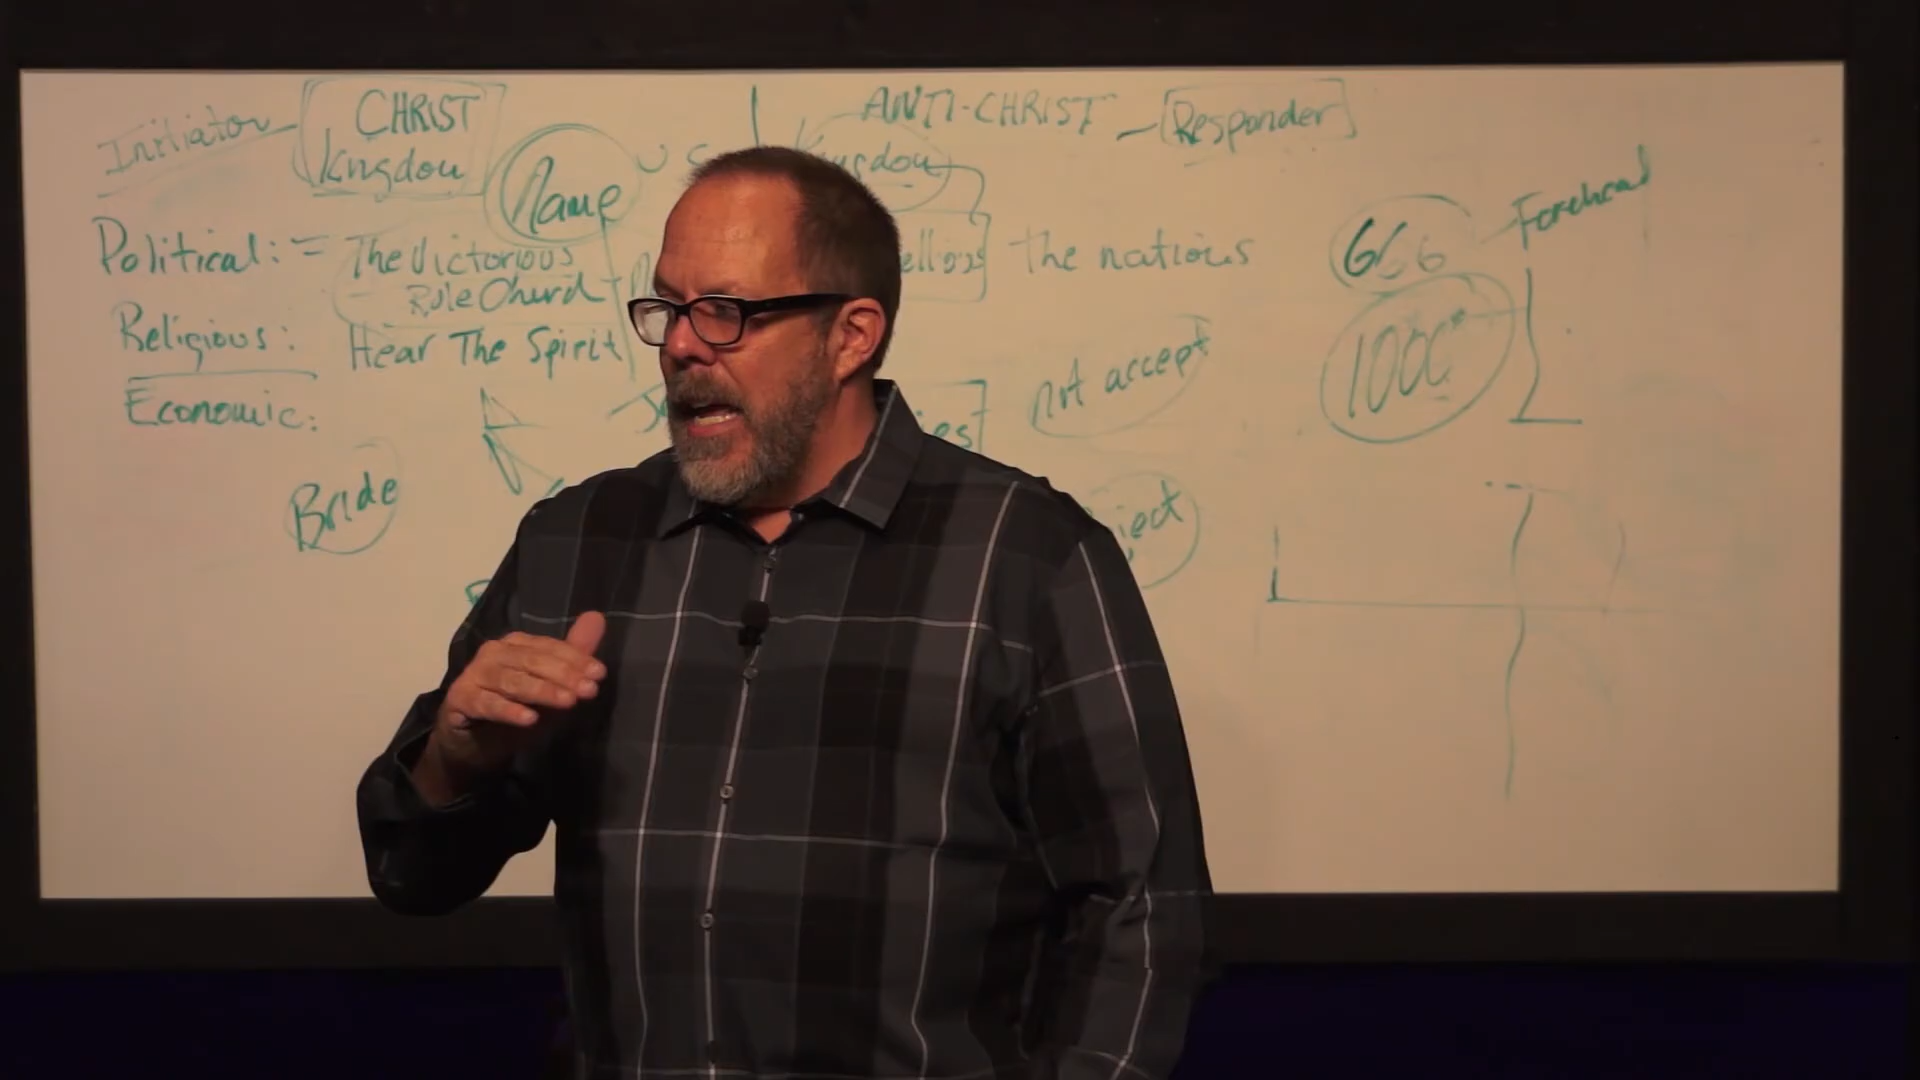 Initiator CHRIST ANTI-CHRIST - Responder
Kingdom Name Kingdom
Political: = The Victorious The nations 666 Forehead
Rule Church
Religious: Hear The Spirit 1000
Economic: not accept
Bride